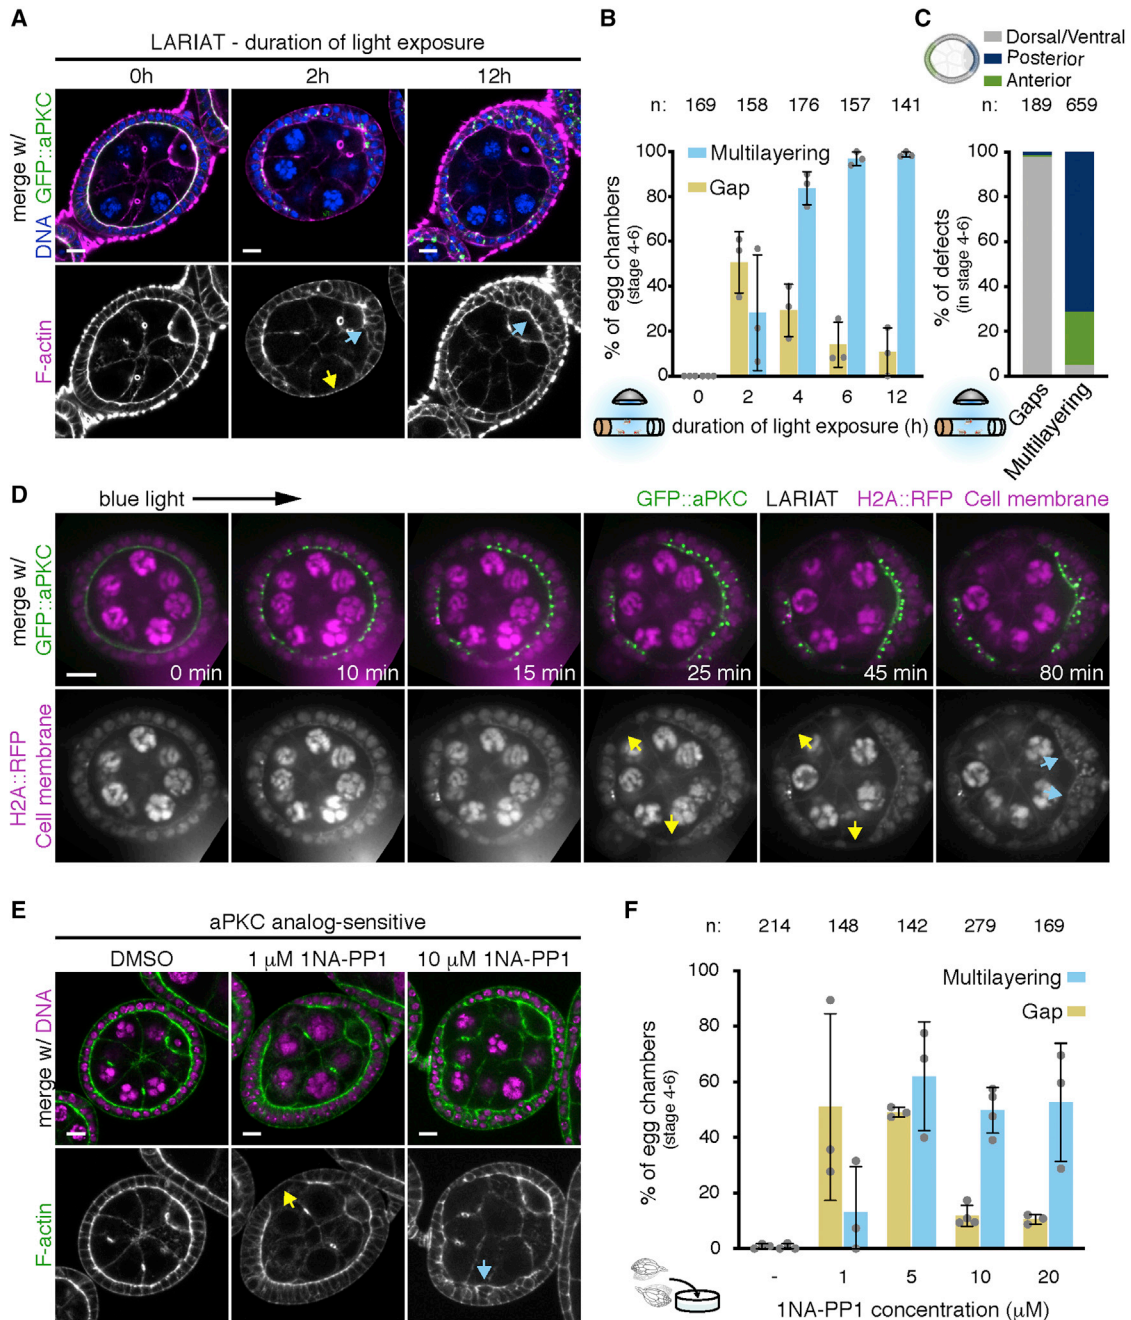 A
LARIAT - duration of light exposure
0h 2h 12h
merge w/
DNA GFP::aPKC
F-actin
B
n: 169 158 176 157 141
Multilayering
Gap
100
80
60
40
20
0
% of egg chambers
(stage 4-6)
0 2 4 6 12
duration of light exposure (h)
C
Dorsal/Ventral
Posterior
Anterior
n: 189 659
100
80
60
40
20
0
% of defects
(in stage 4-6)
Gaps
Multilayering
D
blue light
GFP::aPKC LARIAT H2A::RFP Cell membrane
merge w/
GFP::aPKC
0 min 10 min 15 min 25 min 45 min 80 min
H2A::RFP
Cell membrane
E
aPKC analog-sensitive
DMSO 1 μM 1NA-PP1 10 μM 1NA-PP1
merge w/ DNA
F-actin
F
n: 214 148 142 279 169
Multilayering
Gap
100
80
60
40
20
0
% of egg chambers
(stage 4-6)
- 1 5 10 20
1NA-PP1 concentration (μM)